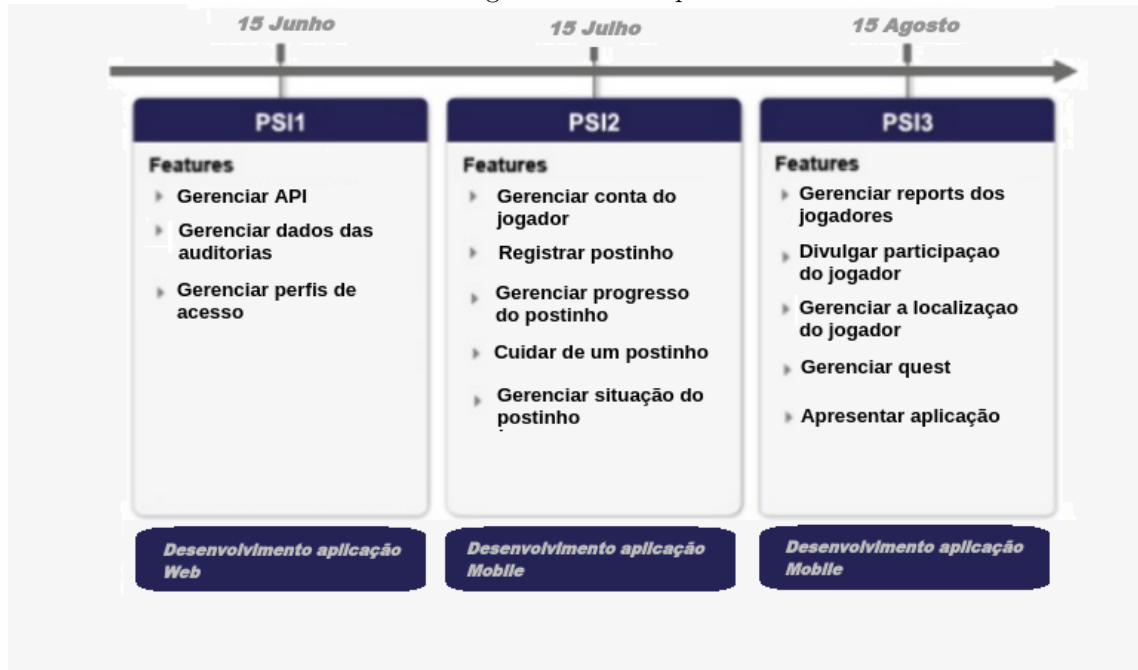 15 Junho
15 Julho
15 Agosto
PSI1
Features
Gerenciar API
Gerenciar dados das
auditorias
Gerenciar perfis de
acesso
Desenvolvimento aplicação
Web
PSI2
Features
Gerenciar conta do
jogador
Registrar postinho
Gerenciar progresso
do postinho
Cuidar de um postinho
Gerenciar situação do
postinho
Desenvolvimento aplicação
Mobile
PSI3
Features
Gerenciar reports dos
jogadores
Divulgar participaçao
do jogador
Gerenciar a localizaçao
do jogador
Gerenciar quest
Apresentar aplicação
Desenvolvimento aplicação
Mobile